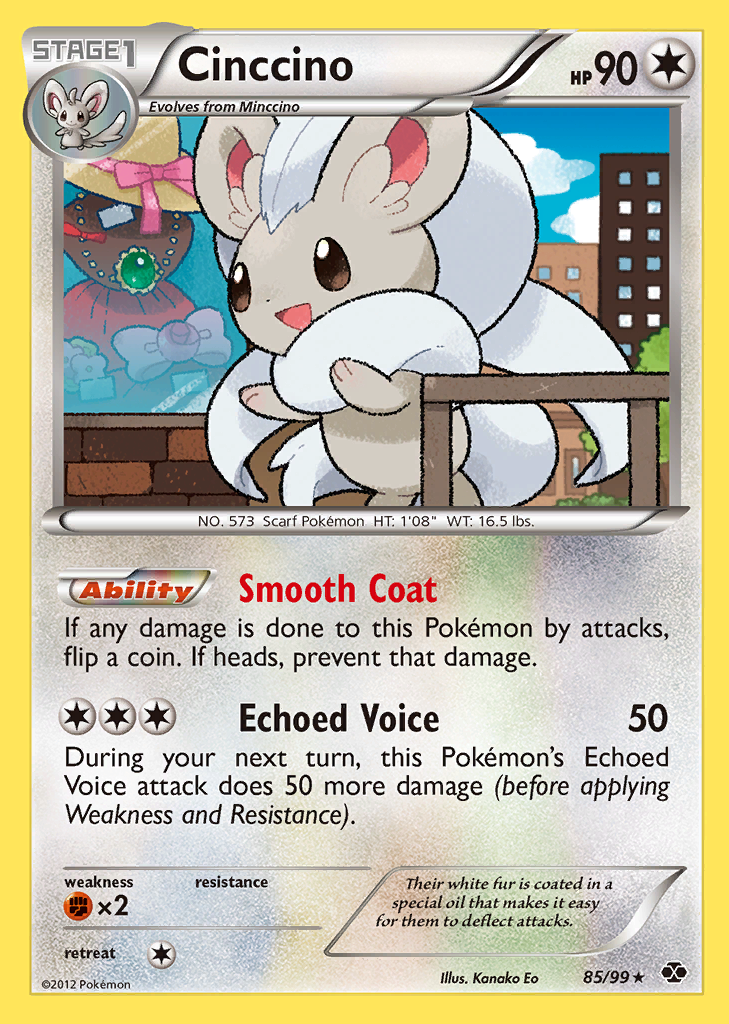 STAGE1
Cinccino
HP90
Evolves from Minccino
NO. 573 Scarf Pokémon HT: 1'08" WT: 16.5 lbs.
Ability Smooth Coat
If any damage is done to this Pokémon by attacks,
flip a coin. If heads, prevent that damage.
Echoed Voice 50
During your next turn, this Pokémon's Echoed
Voice attack does 50 more damage (before applying
Weakness and Resistance).
weakness
resistance
×2
Their white fur is coated in a
special oil that makes it easy
for them to deflect attacks.
retreat
©2012 Pokémon
Illus. Kanako Eo
85/99★